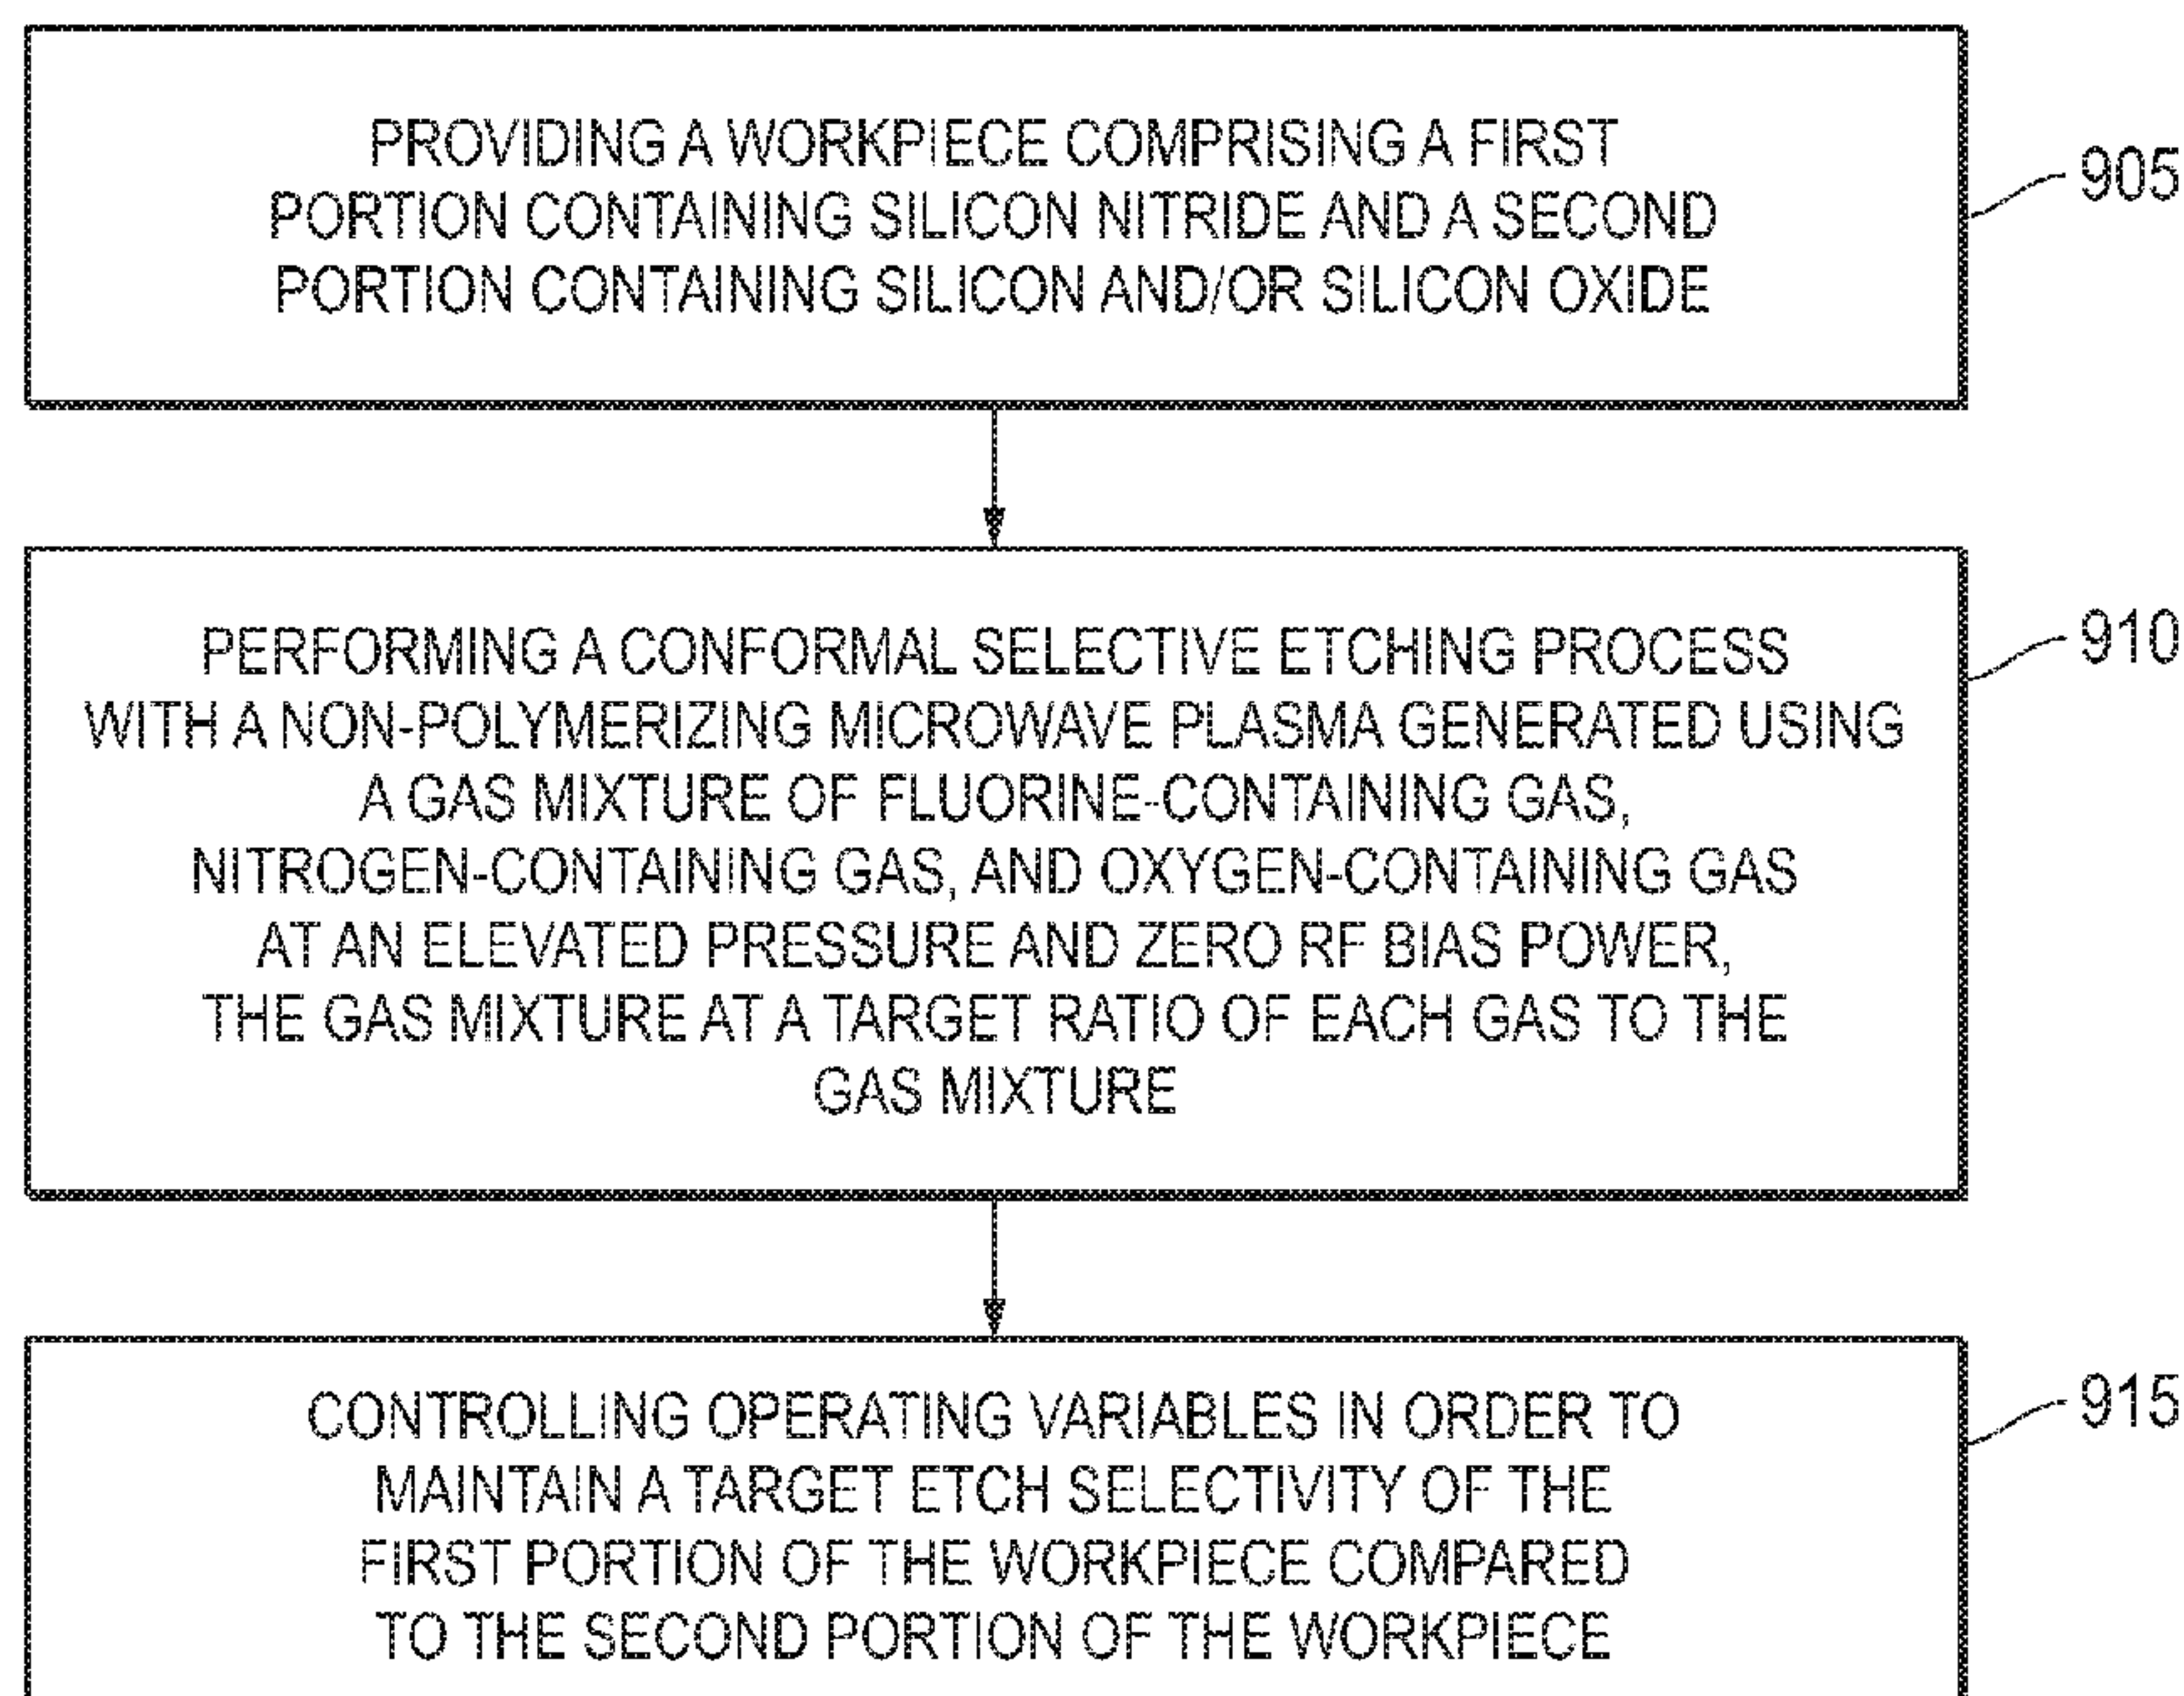 PROVIDING A WORKPIECE COMPRISING A FIRST
PORTION CONTAINING SILICON NITRIDE AND A SECOND
PORTION CONTAINING SILICON AND/OR SILICON OXIDE
905
PERFORMING A CONFORMAL SELECTIVE ETCHING PROCESS
WITH A NON-POLYMERIZING MICROWAVE PLASMA GENERATED USING
A GAS MIXTURE OF FLUORINE-CONTAINING GAS,
NITROGEN-CONTAINING GAS, AND OXYGEN-CONTAINING GAS
AT AN ELEVATED PRESSURE AND ZERO RF BIAS POWER,
THE GAS MIXTURE AT A TARGET RATIO OF EACH GAS TO THE
GAS MIXTURE
910
CONTROLLING OPERATING VARIABLES IN ORDER TO
MAINTAIN A TARGET ETCH SELECTIVITY OF THE
FIRST PORTION OF THE WORKPIECE COMPARED
TO THE SECOND PORTION OF THE WORKPIECE
915